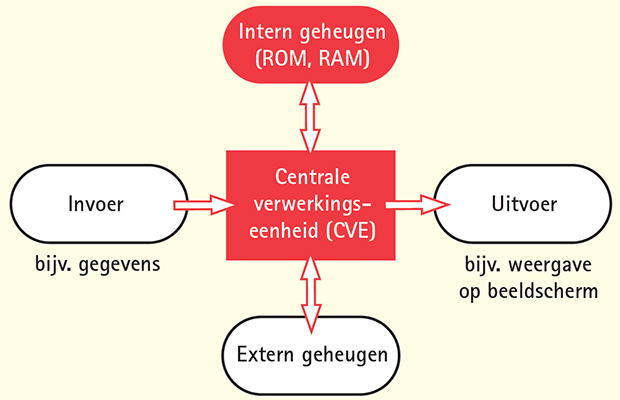 Intern geheugen
(ROM, RAM)
Invoer
bijv. gegevens
Centrale
verwerkings-
eenheid (CVE)
Uitvoer
bijv. weergave
op beeldscherm
Extern geheugen